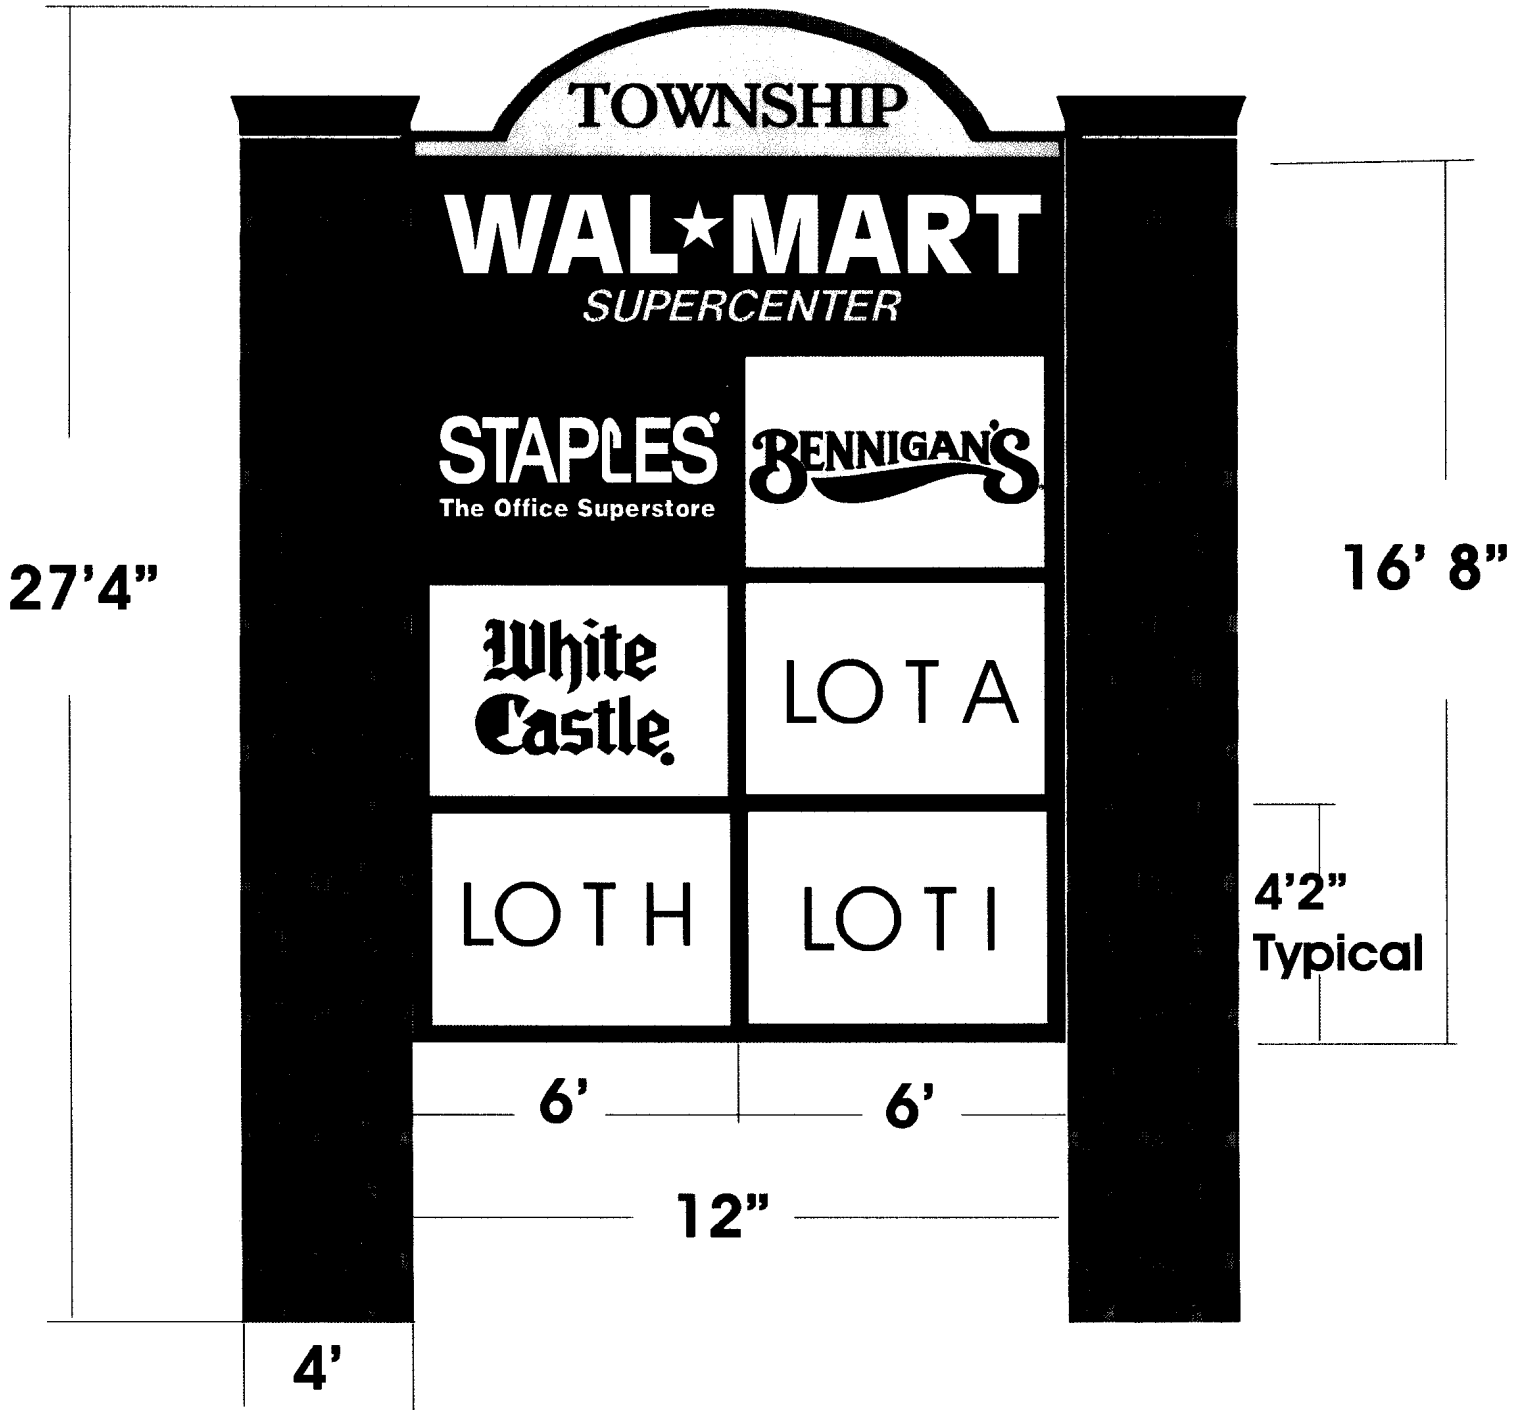 TOWNSHIP
WAL★MART
SUPERCENTER
STAPLES
The Office Superstore
BENNIGAN'S
27'4”
16' 8”
White
Castle
LOT A
LOT H
LOT I
4'2”
Typical
6'
6'
12”
4'